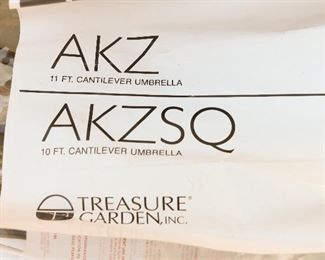 AKZ
11 FT. CANTILEVER UMBRELLA
AKZSQ
10 FT. CANTILEVER UMBRELLA
TREASURE®
GARDEN, INC.